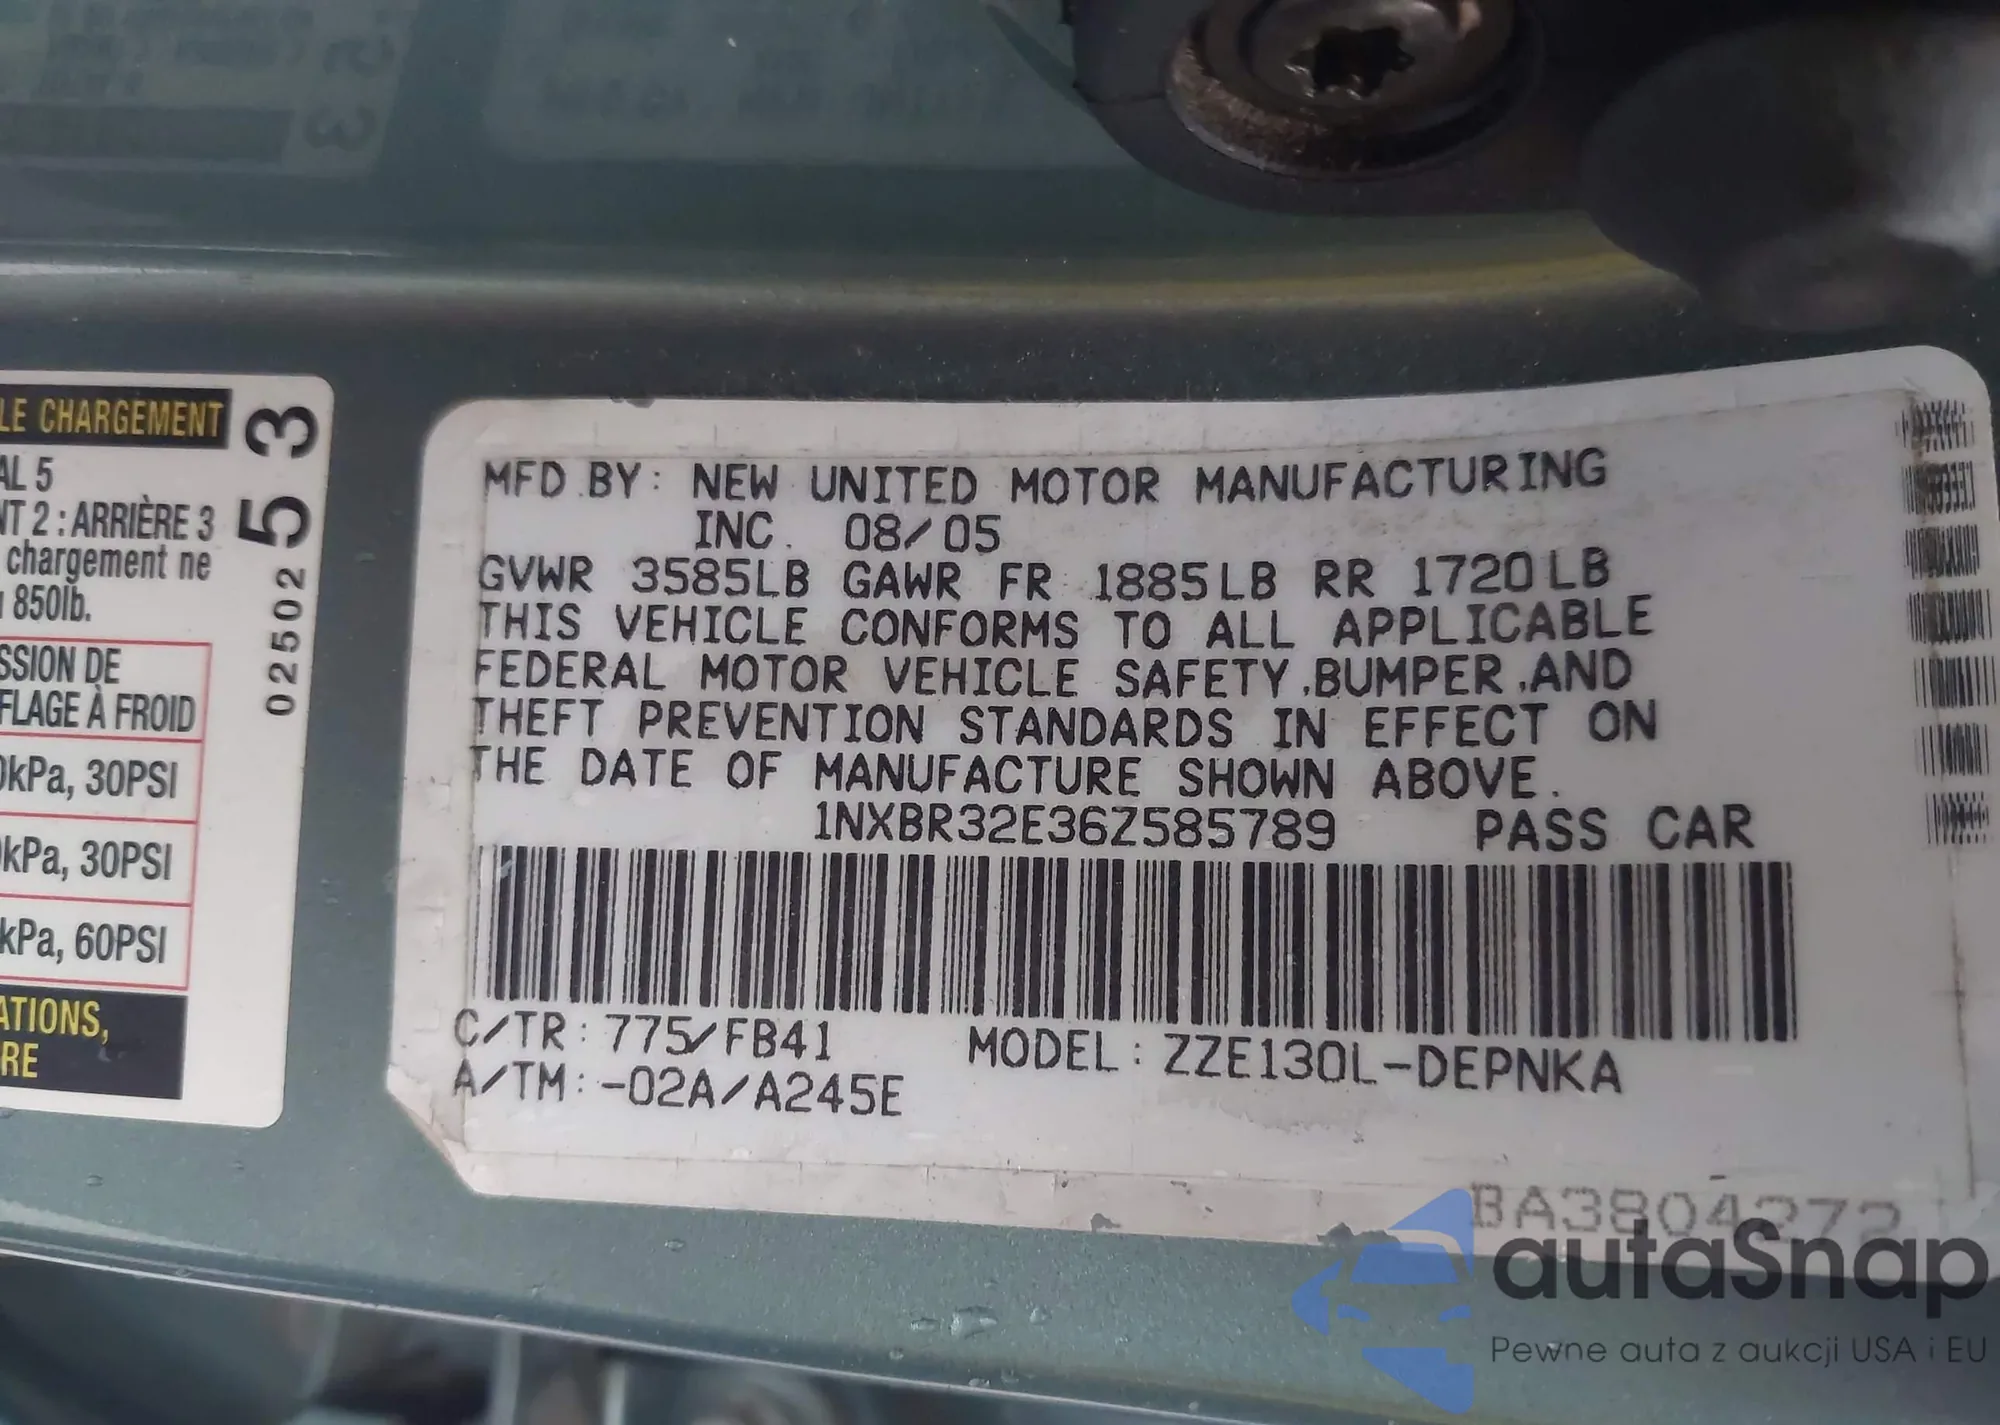 LE CHARGEMENT
AL 5
NT 2 : ARRIÈRE 3
chargement ne
850lb.
SSION DE
FLAGE À FROID
0kPa, 30PSI
0kPa, 30PSI
kPa, 60PSI
ATIONS,
RE
02502 53
MFD BY: NEW UNITED MOTOR MANUFACTURING
INC. 08/05
GVWR 3585LB GAWR FR 1885LB RR 1720LB
THIS VEHICLE CONFORMS TO ALL APPLICABLE
FEDERAL MOTOR VEHICLE SAFETY,BUMPER,AND
THEFT PREVENTION STANDARDS IN EFFECT ON
THE DATE OF MANUFACTURE SHOWN ABOVE.
1NXBR32E36Z585789 PASS CAR
C/TR: 775/FB41 MODEL: ZZE130L-DEPNKA
A/TM: -02A/A245E
BA3804272
autaSnap
Pewne auta z aukcji USA i EU